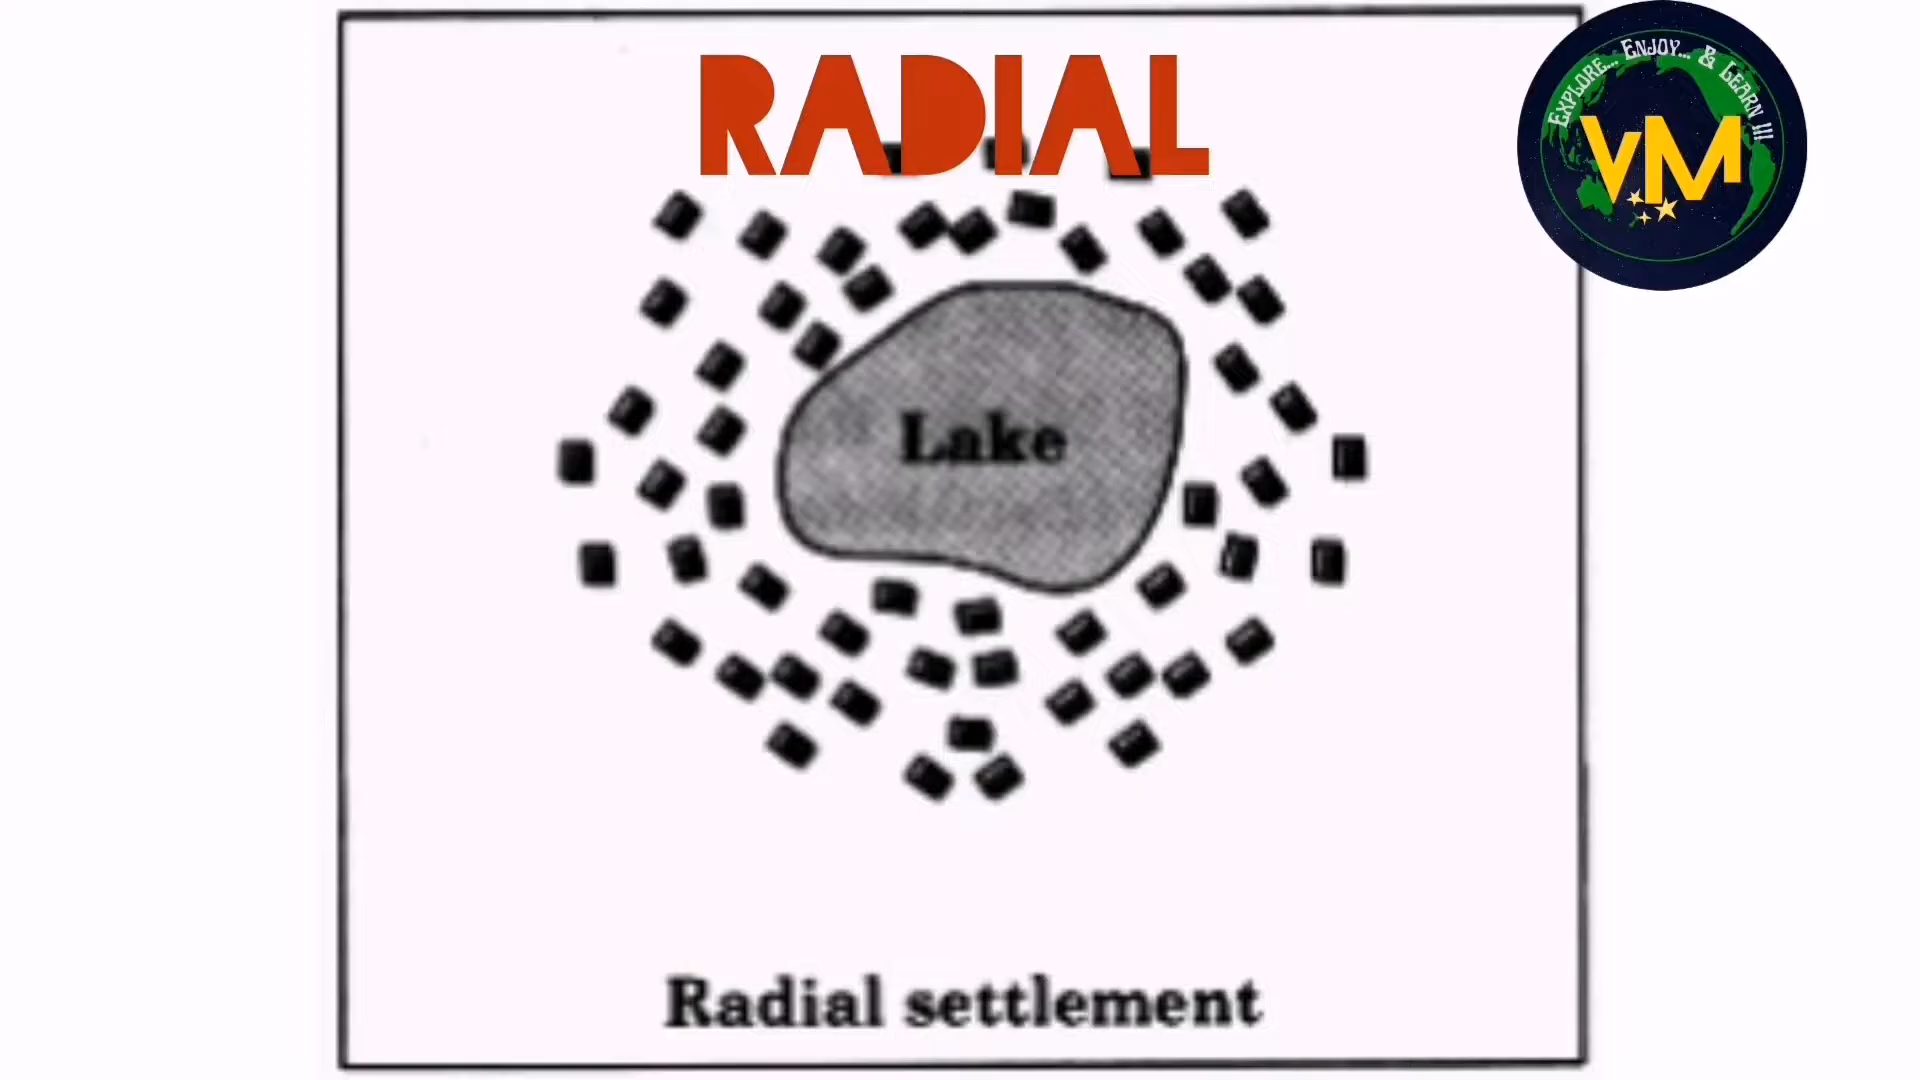 RADIAL
EXPLORE... ENJOY... & LEARN !!!
VM
Lake
Radial settlement